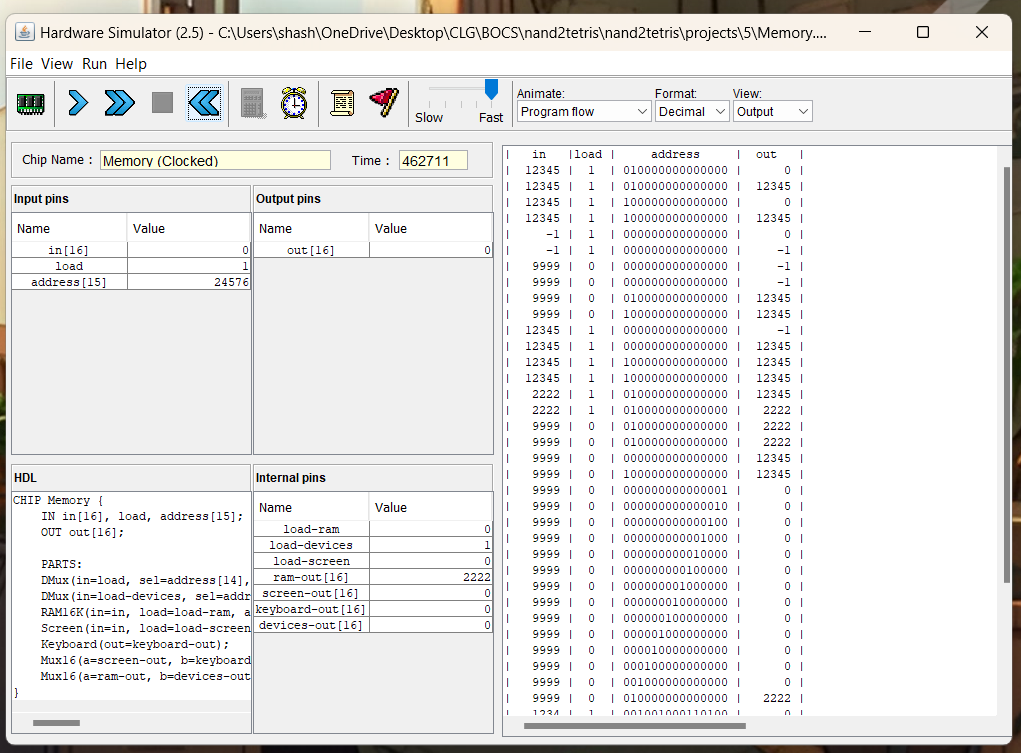 Hardware Simulator (2.5) - C:\Users\shash\OneDrive\Desktop\CLG\BOCS\nand2tetris\nand2tetris\projects\5\Memory....
File View Run Help
Slow Fast
Animate: Format: View:
Program flow Decimal Output
Chip Name : Memory (Clocked) Time : 462711
Input pins
Name Value
in[16] 0
load 1
address[15] 24576
Output pins
Name Value
out[16] 0
HDL
CHIP Memory {
IN in[16], load, address[15];
OUT out[16];
PARTS:
DMux(in=load, sel=address[14],
DMux(in=load-devices, sel=addr
RAM16K(in=in, load=load-ram, a
Screen(in=in, load=load-screen
Keyboard(out=keyboard-out);
Mux16(a=screen-out, b=keyboard
Mux16(a=ram-out, b=devices-out
}
Internal pins
Name Value
load-ram 0
load-devices 1
load-screen 0
ram-out[16] 2222
screen-out[16] 0
keyboard-out[16] 0
devices-out[16] 0
| in |load | address | out |
| 12345 | 1 | 010000000000000 | 0 |
| 12345 | 1 | 010000000000000 | 12345 |
| 12345 | 1 | 100000000000000 | 0 |
| 12345 | 1 | 100000000000000 | 12345 |
| -1 | 1 | 000000000000000 | 0 |
| -1 | 1 | 000000000000000 | -1 |
| 9999 | 0 | 000000000000000 | -1 |
| 9999 | 0 | 000000000000000 | -1 |
| 9999 | 0 | 010000000000000 | 12345 |
| 9999 | 0 | 100000000000000 | 12345 |
| 12345 | 1 | 000000000000000 | -1 |
| 12345 | 1 | 000000000000000 | 12345 |
| 12345 | 1 | 100000000000000 | 12345 |
| 12345 | 1 | 100000000000000 | 12345 |
| 2222 | 1 | 010000000000000 | 12345 |
| 2222 | 1 | 010000000000000 | 2222 |
| 9999 | 0 | 010000000000000 | 2222 |
| 9999 | 0 | 010000000000000 | 2222 |
| 9999 | 0 | 000000000000000 | 12345 |
| 9999 | 0 | 100000000000000 | 12345 |
| 9999 | 0 | 000000000000001 | 0 |
| 9999 | 0 | 000000000000010 | 0 |
| 9999 | 0 | 000000000000100 | 0 |
| 9999 | 0 | 000000000001000 | 0 |
| 9999 | 0 | 000000000010000 | 0 |
| 9999 | 0 | 000000000100000 | 0 |
| 9999 | 0 | 000000001000000 | 0 |
| 9999 | 0 | 000000010000000 | 0 |
| 9999 | 0 | 000000100000000 | 0 |
| 9999 | 0 | 000001000000000 | 0 |
| 9999 | 0 | 000010000000000 | 0 |
| 9999 | 0 | 000100000000000 | 0 |
| 9999 | 0 | 001000000000000 | 0 |
| 9999 | 0 | 010000000000000 | 2222 |
| 1234 | 1 | 001001000110100 | 0 |